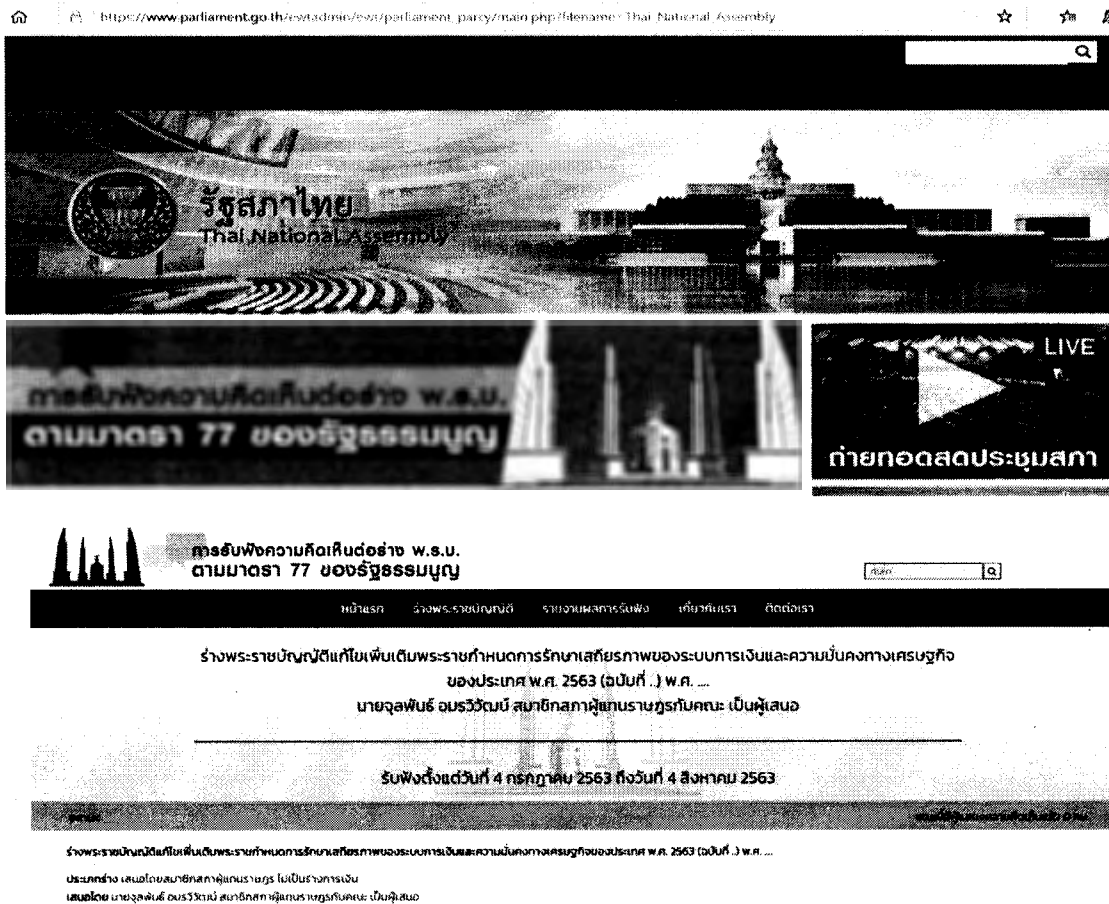 https://www.parliament.go.th/ewtadmin/ewt/parliament_parcy/main.php?filename=Thai_National_Assembly
รัฐสภาไทย
Thai National Assembly
การรับฟังความคิดเห็นต่อร่าง พ.ร.บ.
ตามมาตรา 77 ของรัฐธรรมนูญ
LIVE
ถ่ายทอดสดประชุมสภา
การรับฟังความคิดเห็นต่อร่าง พ.ร.บ.
ตามมาตรา 77 ของรัฐธรรมนูญ
หน้าแรก ร่างพระราชบัญญัติ รายงานผลการรับฟัง เกี่ยวกับเรา ติดต่อเรา
ร่างพระราชบัญญัติแก้ไขเพิ่มเติมพระราชกำหนดการรักษาเสถียรภาพของระบบการเงินและความมั่นคงทางเศรษฐกิจ
ของประเทศ พ.ศ. 2563 (ฉบับที่ ..) พ.ศ. ....
นายจุลพันธ์ อมรวิวัฒน์ สมาชิกสภาผู้แทนราษฎรกับคณะ เป็นผู้เสนอ
รับฟังตั้งแต่วันที่ 4 กรกฎาคม 2563 ถึงวันที่ 4 สิงหาคม 2563
ร่างพระราชบัญญัติแก้ไขเพิ่มเติมพระราชกำหนดการรักษาเสถียรภาพของระบบการเงินและความมั่นคงทางเศรษฐกิจของประเทศ พ.ศ. 2563 (ฉบับที่ ..) พ.ศ. ....
ประเภทร่าง เสนอโดยสมาชิกสภาผู้แทนราษฎร ไม่เป็นร่างการเงิน
เสนอโดย นายจุลพันธ์ อมรวิวัฒน์ สมาชิกสภาผู้แทนราษฎรกับคณะ เป็นผู้เสนอ